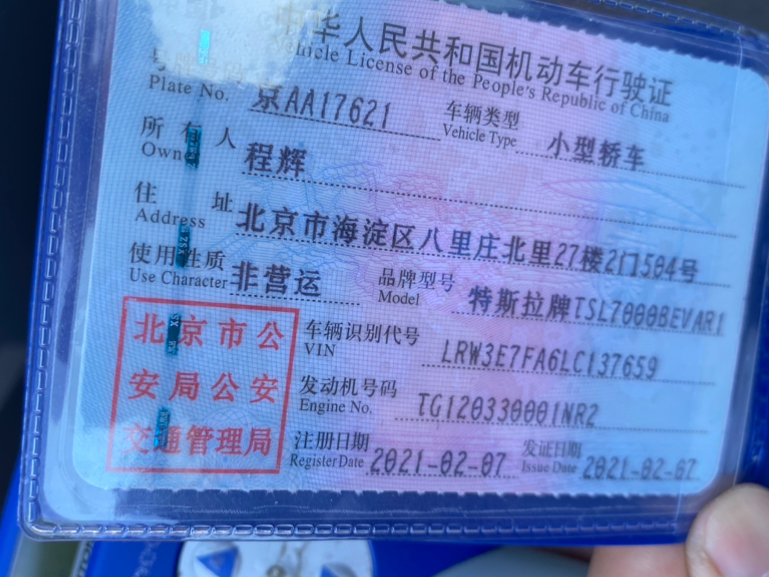 中华人民共和国机动车行驶证
Vehicle License of the People's Republic of China
号牌号码 京AA17621 车辆类型 小型轿车
Plate No. Vehicle Type
所有人 程辉
Owner
住址 北京市海淀区八里庄北里27楼2门504号
Address
使用性质 非营运 品牌型号 特斯拉牌TSL7000BEVAR1
Use Character Model
北京市公
安局公安
交通管理局
车辆识别代号 LRW3E7FA6LC137659
VIN
发动机号码 TG120330001NR2
Engine No.
注册日期 2021-02-07 发证日期 2021-02-07
Register Date Issue Date